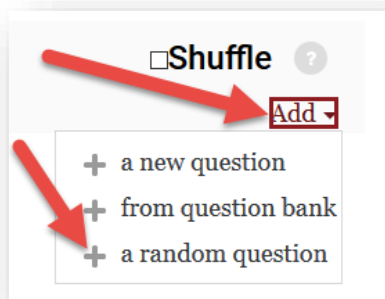 Shuffle ?
Add
a new question
from question bank
a random question